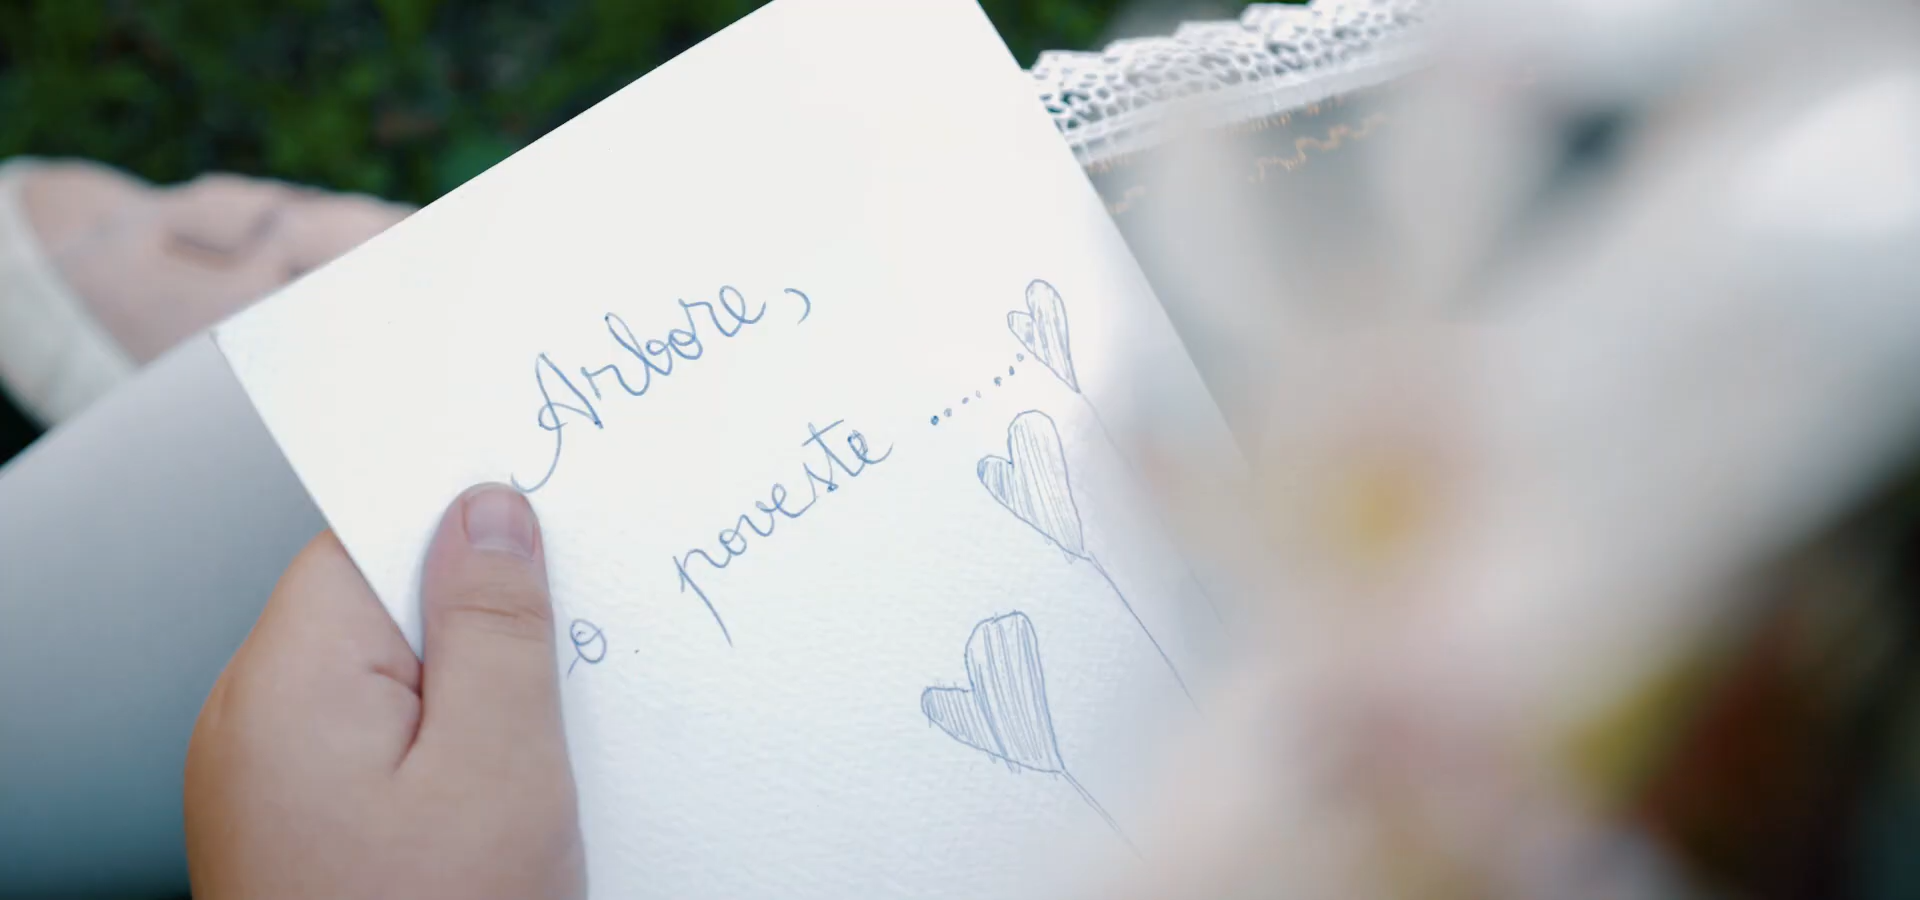 Arbore,
o poveste ........